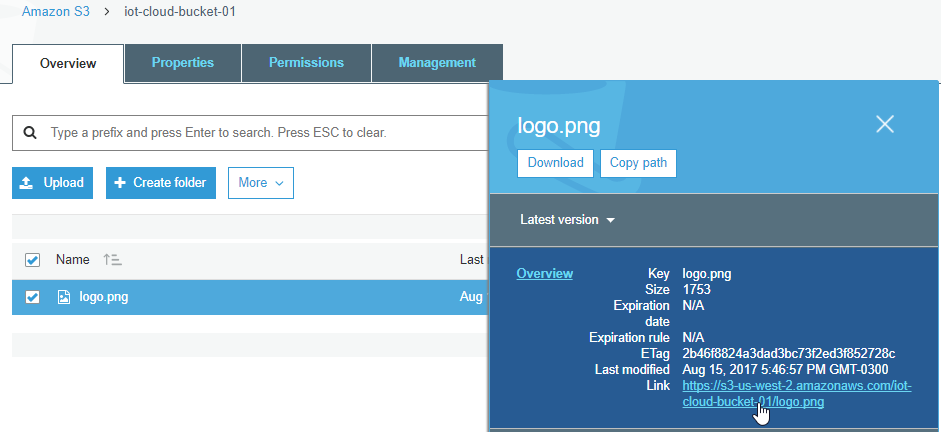 Amazon S3 > iot-cloud-bucket-01
Overview Properties Permissions Management
Type a prefix and press Enter to search. Press ESC to clear.
Upload Create folder More
Name
Last
logo.png
Aug
logo.png
Download Copy path
Latest version
Overview
Key logo.png
Size 1753
Expiration N/A
date
Expiration rule N/A
ETag 2b46f8824a3dad3bc73f2ed3f852728c
Last modified Aug 15, 2017 5:46:57 PM GMT-0300
Link https://s3-us-west-2.amazonaws.com/iot-
cloud-bucket-01/logo.png